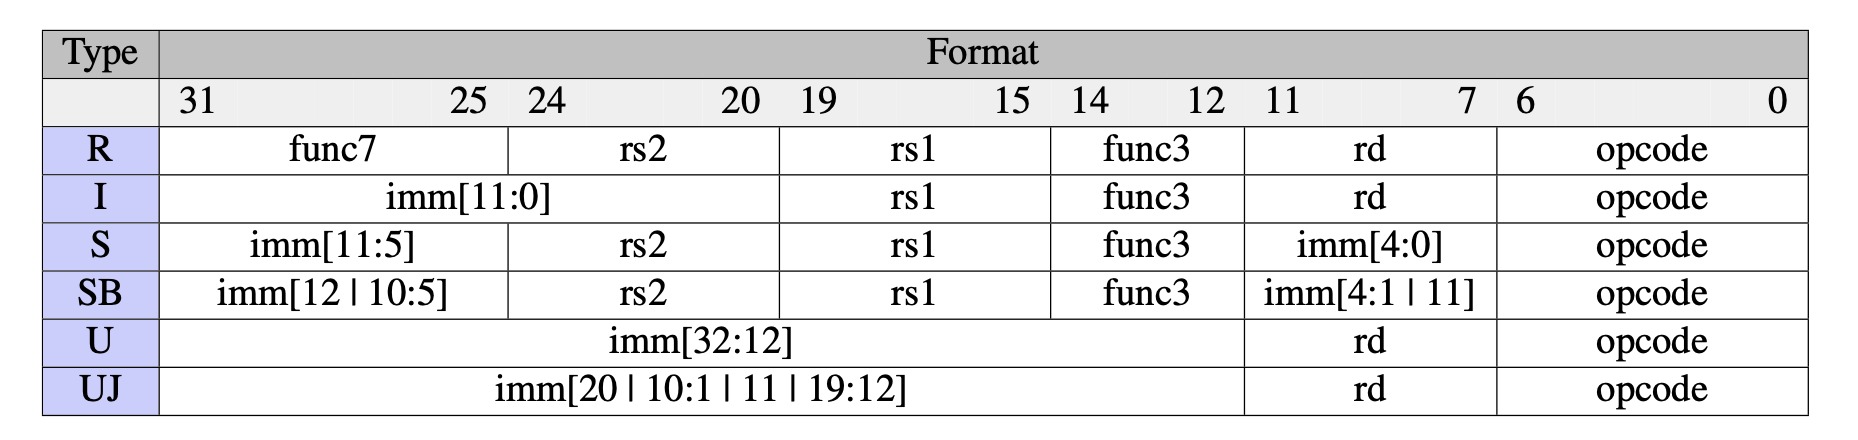 Type Format
31 25 24 20 19 15 14 12 11 7 6 0
R func7 rs2 rs1 func3 rd opcode
I imm[11:0] rs1 func3 rd opcode
S imm[11:5] rs2 rs1 func3 imm[4:0] opcode
SB imm[12 | 10:5] rs2 rs1 func3 imm[4:1 | 11] opcode
U imm[32:12] rd opcode
UJ imm[20 | 10:1 | 11 | 19:12] rd opcode